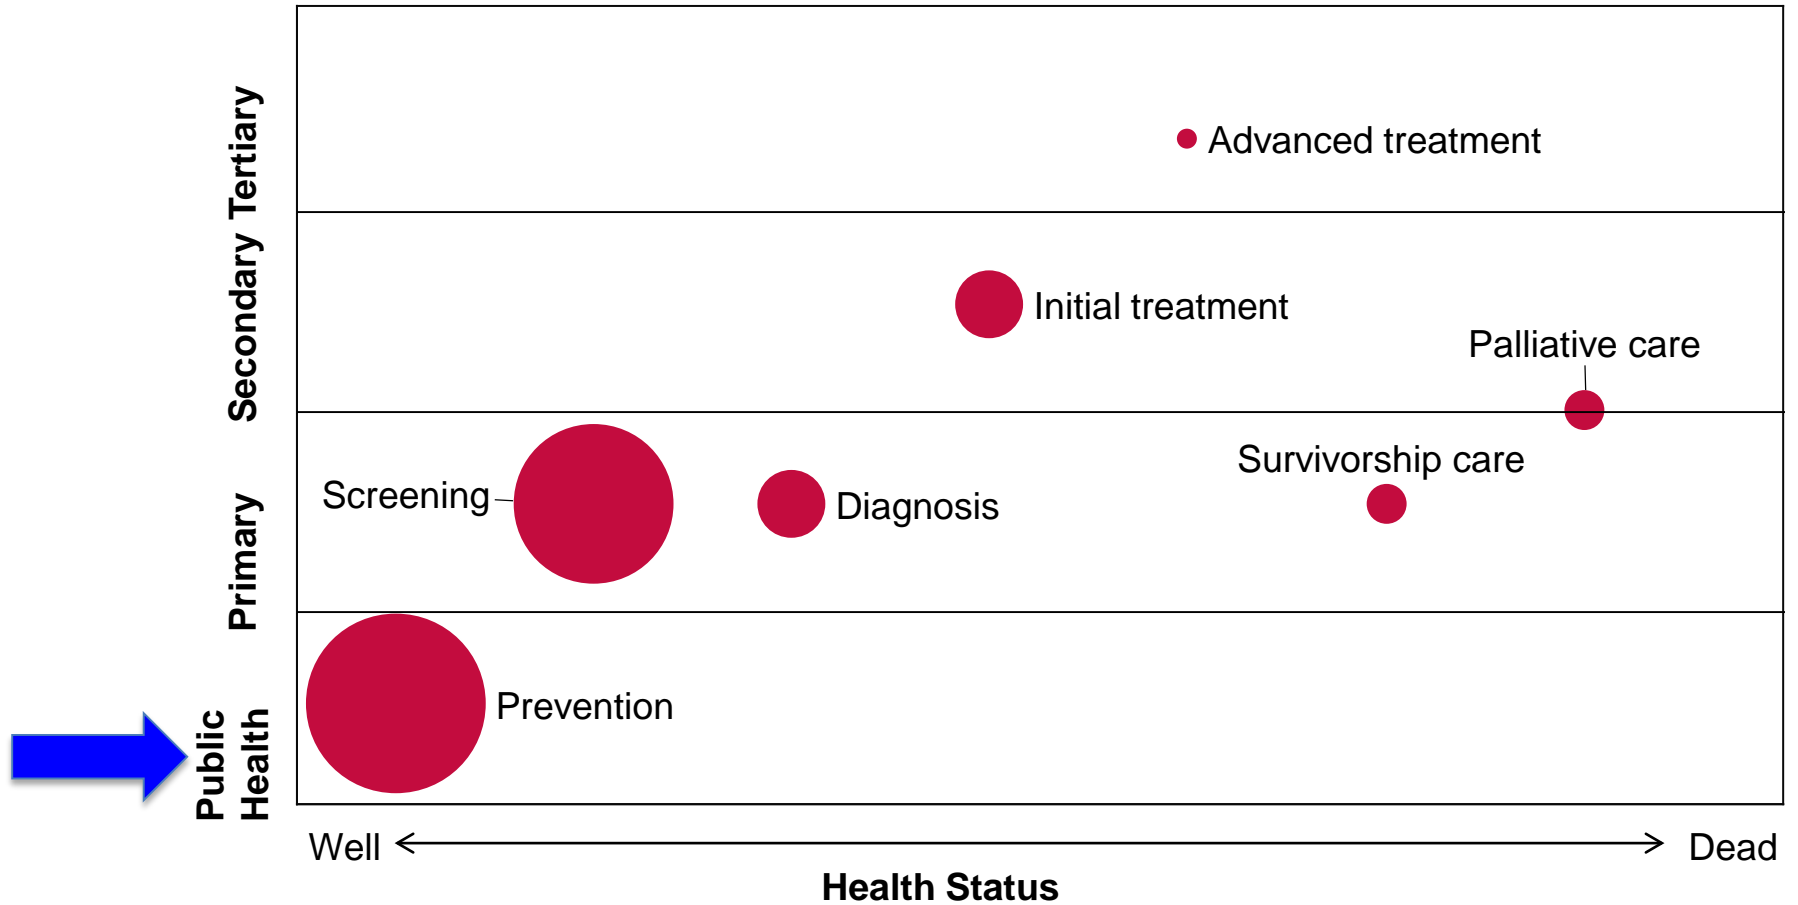 Tertiary
Advanced treatment
Secondary
Initial treatment
Palliative care
Primary
Screening
Diagnosis
Survivorship care
Public
Health
Prevention
Well
Dead
Health Status